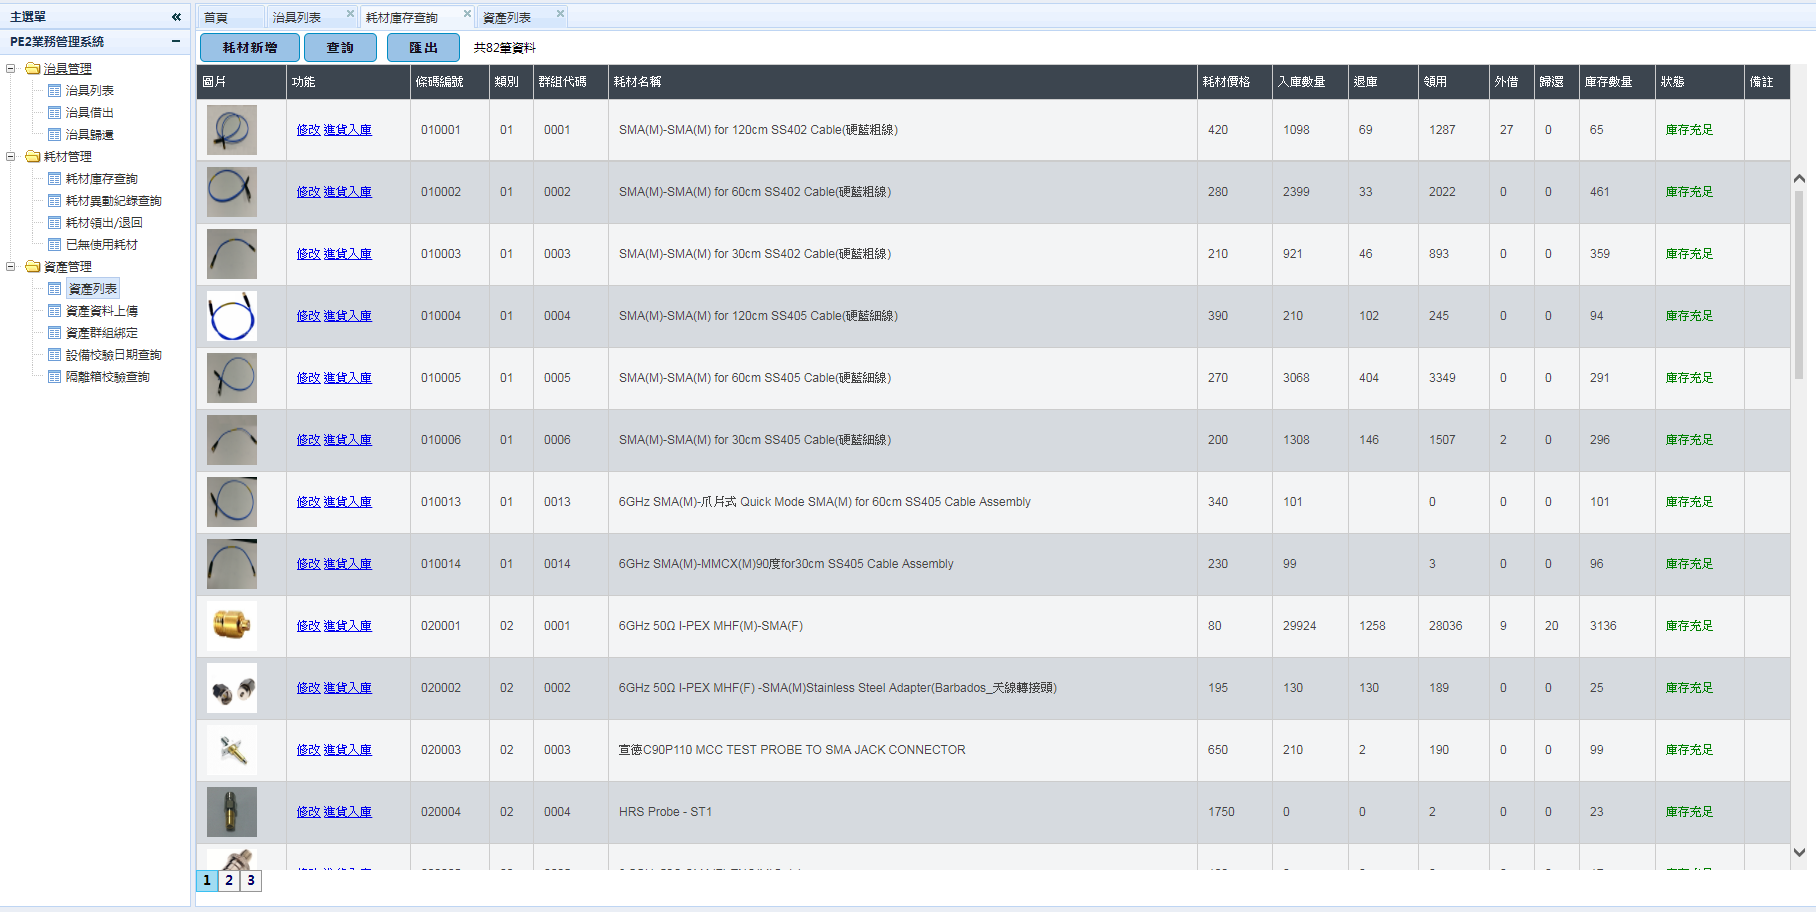 主選單
PE2業務管理系統
治具管理
治具列表
治具借出
治具歸還
耗材管理
耗材庫存查詢
耗材異動紀錄查詢
耗材領出/退回
已無使用耗材
資產管理
資產列表
資產資料上傳
資產群組綁定
設備校驗日期查詢
隔離箱校驗查詢
首頁 治具列表 耗材庫存查詢 資產列表
耗材新增 查詢 匯出 共82筆資料
圖片 功能 條碼編號 類別 群組代碼 耗材名稱 耗材價格 入庫數量 退庫 領用 外借 歸還 庫存數量 狀態 備註
修改 進貨入庫 010001 01 0001 SMA(M)-SMA(M) for 120cm SS402 Cable(硬藍粗線) 420 1098 69 1287 27 0 65 庫存充足
修改 進貨入庫 010002 01 0002 SMA(M)-SMA(M) for 60cm SS402 Cable(硬藍粗線) 280 2399 33 2022 0 0 461 庫存充足
修改 進貨入庫 010003 01 0003 SMA(M)-SMA(M) for 30cm SS402 Cable(硬藍粗線) 210 921 46 893 0 0 359 庫存充足
修改 進貨入庫 010004 01 0004 SMA(M)-SMA(M) for 120cm SS405 Cable(硬藍細線) 390 210 102 245 0 0 94 庫存充足
修改 進貨入庫 010005 01 0005 SMA(M)-SMA(M) for 60cm SS405 Cable(硬藍細線) 270 3068 404 3349 0 0 291 庫存充足
修改 進貨入庫 010006 01 0006 SMA(M)-SMA(M) for 30cm SS405 Cable(硬藍細線) 200 1308 146 1507 2 0 296 庫存充足
修改 進貨入庫 010013 01 0013 6GHz SMA(M)-爪片式 Quick Mode SMA(M) for 60cm SS405 Cable Assembly 340 101 0 0 0 101 庫存充足
修改 進貨入庫 010014 01 0014 6GHz SMA(M)-MMCX(M)90度for30cm SS405 Cable Assembly 230 99 3 0 0 96 庫存充足
修改 進貨入庫 020001 02 0001 6GHz 50Ω I-PEX MHF(M)-SMA(F) 80 29924 1258 28036 9 20 3136 庫存充足
修改 進貨入庫 020002 02 0002 6GHz 50Ω I-PEX MHF(F) -SMA(M)Stainless Steel Adapter(Barbados_天線轉接頭) 195 130 130 189 0 0 25 庫存充足
修改 進貨入庫 020003 02 0003 宣德C90P110 MCC TEST PROBE TO SMA JACK CONNECTOR 650 210 2 190 0 0 99 庫存充足
修改 進貨入庫 020004 02 0004 HRS Probe - ST1 1750 0 0 2 0 0 23 庫存充足
1 2 3